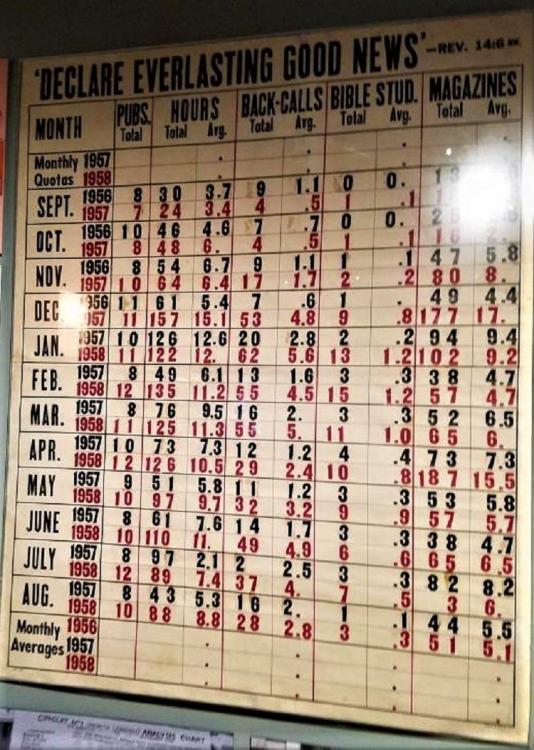 'DECLARE EVERLASTING GOOD NEWS' -REV. 14:6
MONTH PUBS. HOURS BACK-CALLS BIBLE STUD. MAGAZINES
Total Total Avg. Total Avg. Total Avg. Total Avg.
Monthly 1957
Quotas 1958
SEPT. 1956 8 30 3.7 9 1.1 0 0.
1957 7 24 3.4 4 .5 1 .1
OCT. 1956 10 46 4.6 7 .7 0 0.
1957 8 48 6. 4 .5 1 .1
NOV. 1956 8 54 6.7 9 1.1 1 .1 47 5.8
1957 10 64 6.4 17 1.7 2 .2 80 8.
DEC. 1956 11 61 5.4 7 .6 1 . 49 4.4
1957 11 157 15.1 53 4.8 9 .8 177 17.
JAN. 1957 10 126 12.6 20 2.8 2 .2 94 9.4
1958 11 122 12. 62 5.6 13 1.2 102 9.2
FEB. 1957 8 49 6.1 13 1.6 3 .3 38 4.7
1958 12 135 11.2 55 4.5 15 1.2 57 4.7
MAR. 1957 8 76 9.5 16 2. 3 .3 52 6.5
1958 11 125 11.3 55 5. 11 1.0 65 6.
APR. 1957 10 73 7.3 12 1.2 4 .4 73 7.3
1958 12 126 10.5 29 2.4 10 .8 187 15.5
MAY 1957 9 51 5.8 11 1.2 3 .3 53 5.8
1958 10 97 9.7 32 3.2 9 .9 57 5.7
JUNE 1957 8 61 7.6 14 1.7 3 .3 38 4.7
1958 10 110 11. 49 4.9 6 .6 65 6.5
JULY 1957 8 97 2.1 2 2.5 3 .3 82 8.2
1958 12 89 7.4 37 4. 7 .5 3 6.
AUG. 1957 8 43 5.3 16 2. 1 .1 44 5.5
1958 10 88 8.8 28 2.8 3 .3 51 5.1
Monthly 1956
Averages 1957
1958
ANALYSIS CHART